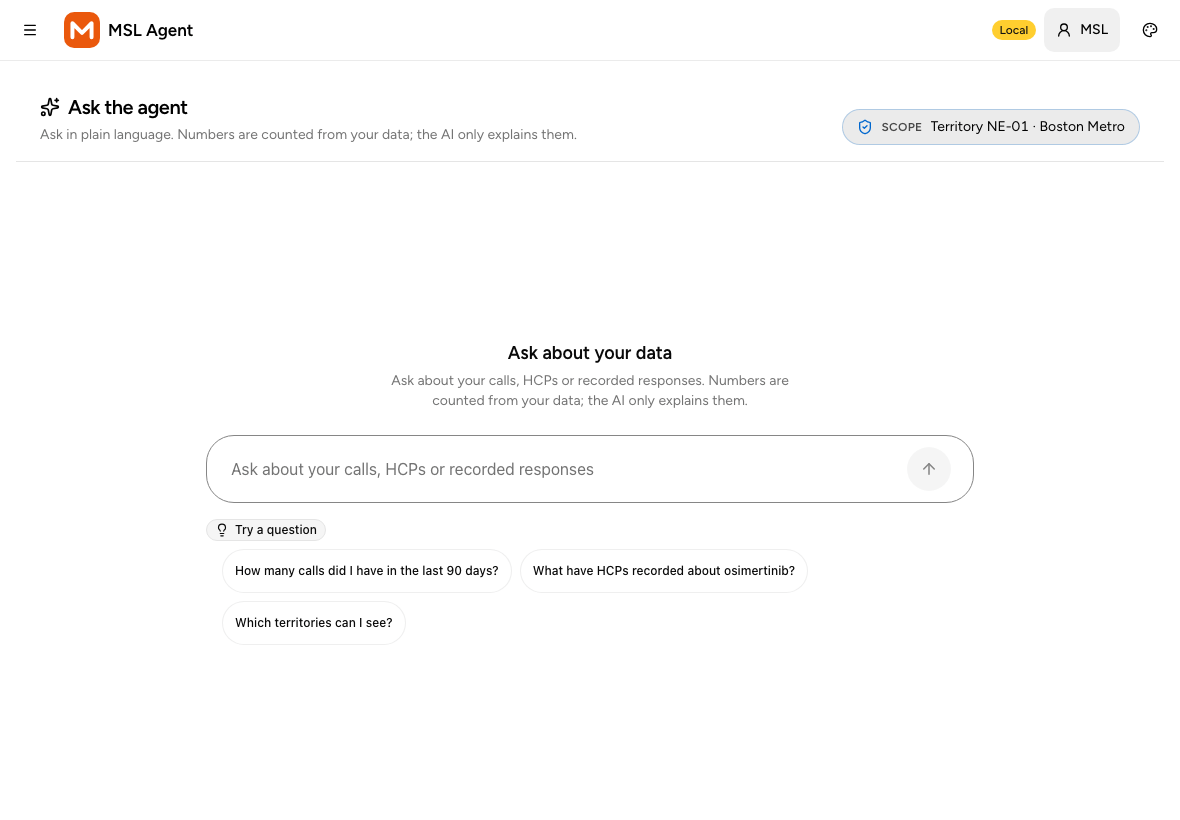 MSL Agent
Local
MSL
Ask the agent
Ask in plain language. Numbers are counted from your data; the AI only explains them.
SCOPE Territory NE-01 · Boston Metro
Ask about your data
Ask about your calls, HCPs or recorded responses. Numbers are
counted from your data; the AI only explains them.
Ask about your calls, HCPs or recorded responses
Try a question
How many calls did I have in the last 90 days?
What have HCPs recorded about osimertinib?
Which territories can I see?